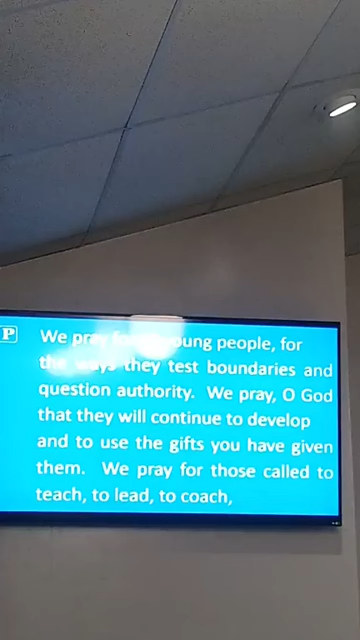 P We pray for young people, for
the ways they test boundaries and
question authority. We pray, O God
that they will continue to develop
and to use the gifts you have given
them. We pray for those called to
teach, to lead, to coach,